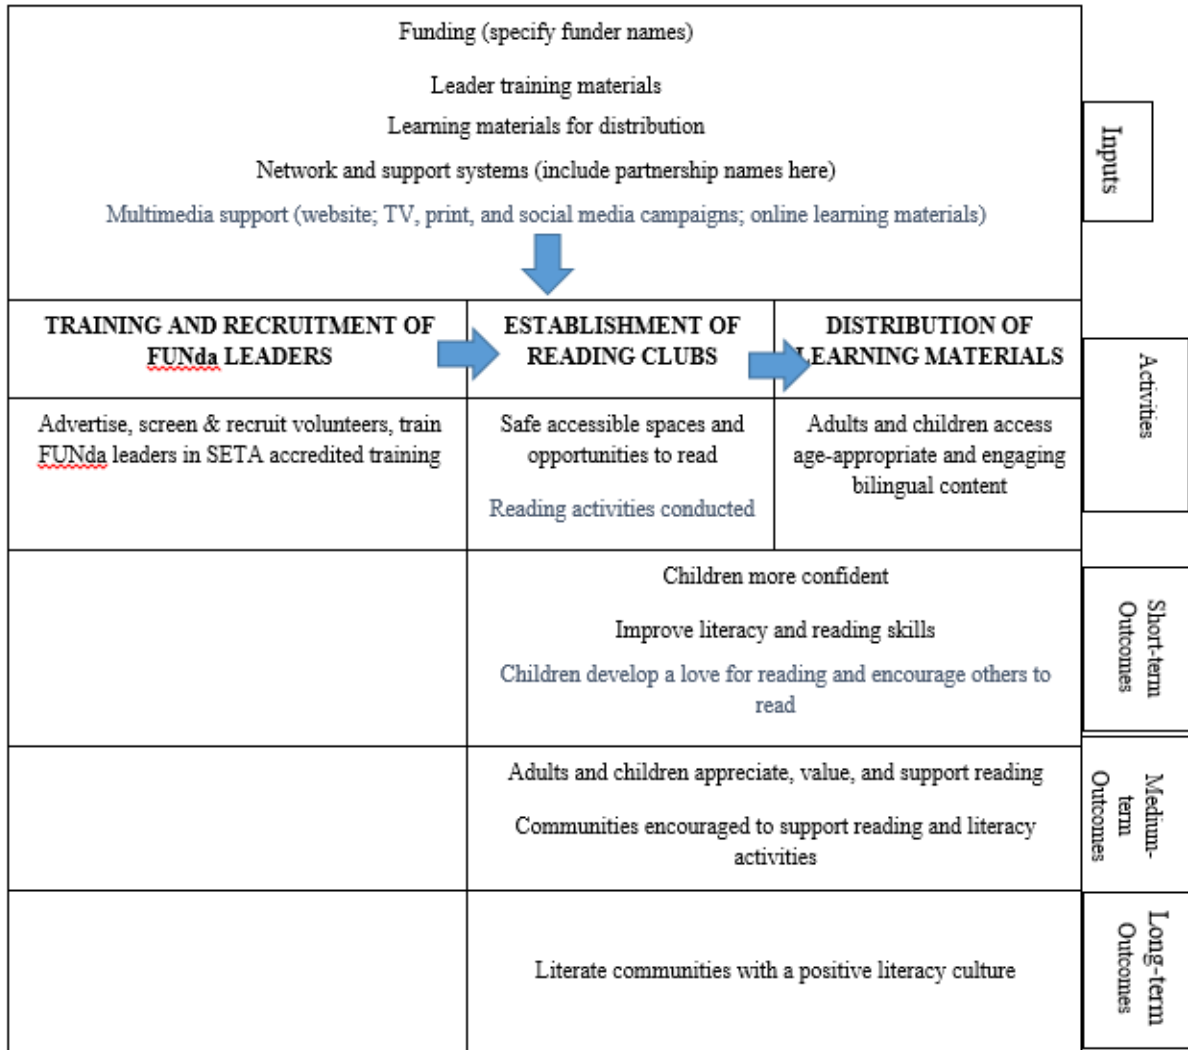 Funding (specify funder names)
Leader training materials
Learning materials for distribution
Network and support systems (include partnership names here)
Multimedia support (website; TV, print, and social media campaigns; online learning materials)
Inputs
TRAINING AND RECRUITMENT OF
FUNda LEADERS
ESTABLISHMENT OF
READING CLUBS
DISTRIBUTION OF
LEARNING MATERIALS
Activities
Advertise, screen & recruit volunteers, train
FUNda leaders in SETA accredited training
Safe accessible spaces and
opportunities to read
Reading activities conducted
Adults and children access
age-appropriate and engaging
bilingual content
Children more confident
Improve literacy and reading skills
Children develop a love for reading and encourage others to
read
Short-term
Outcomes
Adults and children appreciate, value, and support reading
Communities encouraged to support reading and literacy
activities
Medium-
term
Outcomes
Literate communities with a positive literacy culture
Long-term
Outcomes